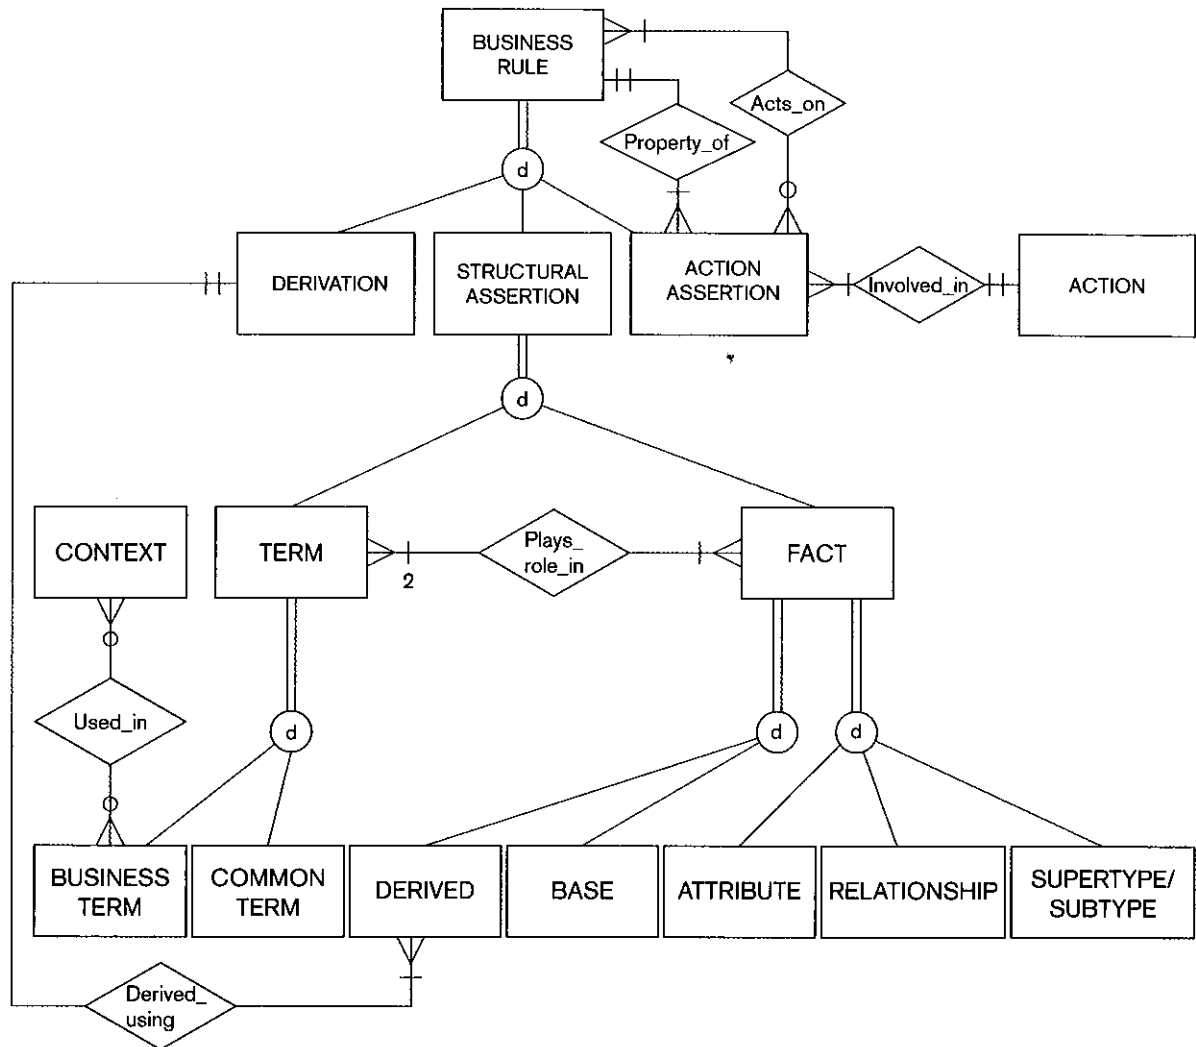 BUSINESS
RULE
Acts_on
Property_of
d
DERIVATION
STRUCTURAL
ASSERTION
ACTION
ASSERTION
Involved_in
ACTION
d
CONTEXT
TERM
2
Plays_
role_in
FACT
Used_in
d
d
d
BUSINESS
TERM
COMMON
TERM
DERIVED
BASE
ATTRIBUTE
RELATIONSHIP
SUPERTYPE/
SUBTYPE
Derived_
using